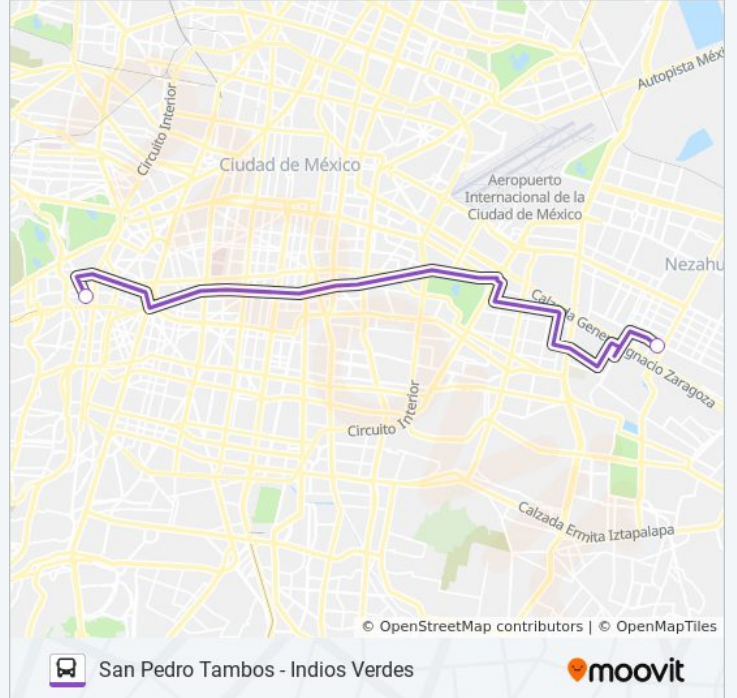 Autopista Méxi
Circuito Interior
Ciudad de México
Aeropuerto
Internacional de la
Ciudad de México
Nezahu
Calzada General Ignacio Zaragoza
Circuito Interior
Calzada Ermita Iztapalapa
© OpenStreetMap contributors | © OpenMapTiles
San Pedro Tambos - Indios Verdes
moovit